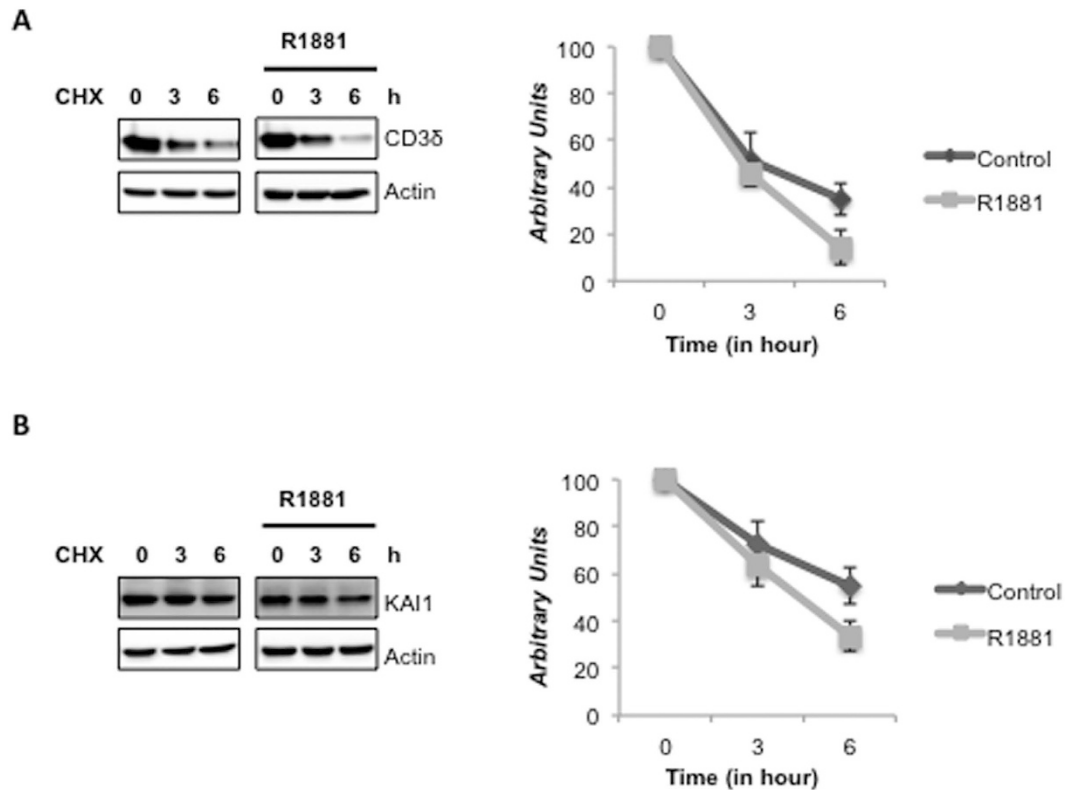 A
R1881
CHX 0 3 6 0 3 6 h
CD3δ
Actin
100
80
60
40
20
0
Arbitrary Units
0 3 6
Time (in hour)
Control
R1881
B
R1881
CHX 0 3 6 0 3 6 h
KAI1
Actin
100
80
60
40
20
0
Arbitrary Units
0 3 6
Time (in hour)
Control
R1881